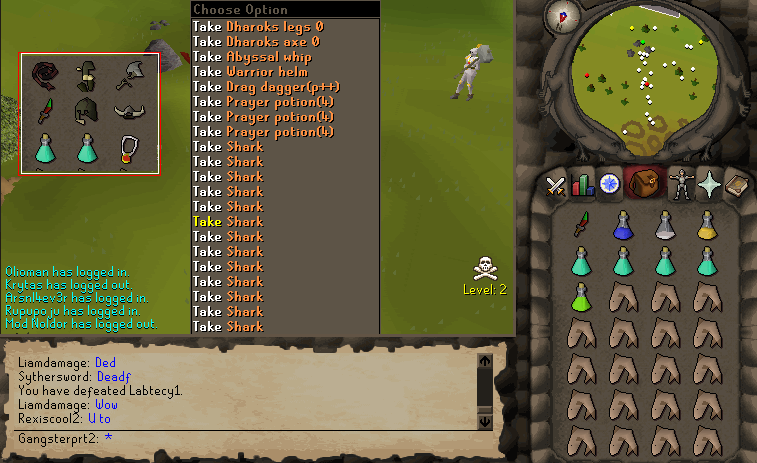 Choose Option
Take Dharoks legs 0
Take Dharoks axe 0
Take Abyssal whip
Take Warrior helm
Take Drag dagger(p++)
Take Prayer potion(4)
Take Prayer potion(4)
Take Prayer potion(4)
Take Shark
Take Shark
Take Shark
Take Shark
Take Shark
Take Shark
Take Shark
Take Shark
Take Shark
Take Shark
Take Shark
Take Shark
Take Shark
Olioman has logged in.
Krytas has logged out.
Arsnl4ev3r has logged in.
Rupupo ju has logged in.
Mod Noldor has logged out.
Level: 2
Liamdamage: Ded
Sythersword: Deadf
You have defeated Labtecy1.
Liamdamage: Wow
Rexiscool2: U to
Gangsterprt2: *